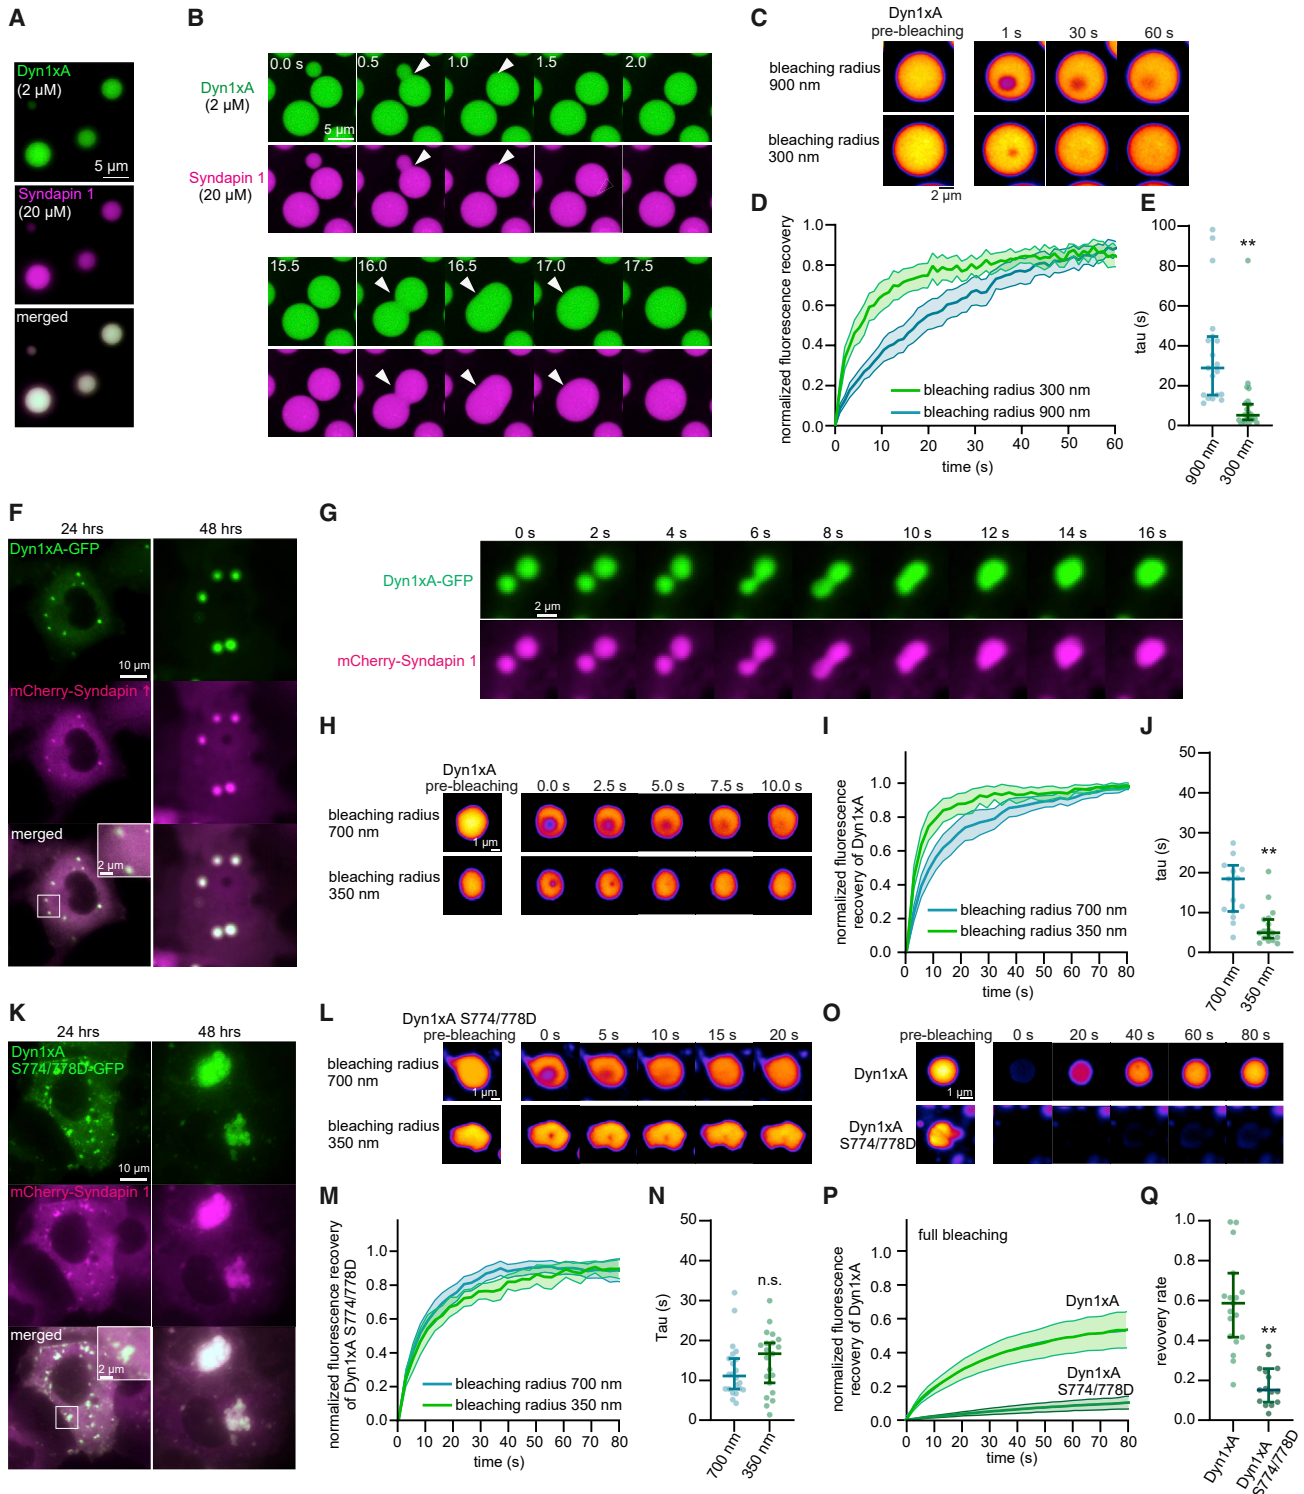 A
Dyn1xA
(2 µM)
5 µm
Syndapin 1
(20 µM)
merged
B
Dyn1xA
(2 µM)
Syndapin 1
(20 µM)
0.0 s
0.5
1.0
1.5
2.0
5 µm
15.5
16.0
16.5
17.0
17.5
C
Dyn1xA
pre-bleaching
1 s
30 s
60 s
bleaching radius
900 nm
bleaching radius
300 nm
2 µm
D
normalized fluorescence recovery
1.0
0.8
0.6
0.4
0.2
0
bleaching radius 300 nm
bleaching radius 900 nm
0 10 20 30 40 50 60
time (s)
E
tau (s)
100
80
60
40
20
0
**
900 nm
300 nm
F
24 hrs
48 hrs
Dyn1xA-GFP
10 µm
mCherry-Syndapin 1
merged
2 µm
G
0 s 2 s 4 s 6 s 8 s 10 s 12 s 14 s 16 s
Dyn1xA-GFP
2 µm
mCherry-Syndapin 1
H
Dyn1xA
pre-bleaching
0.0 s 2.5 s 5.0 s 7.5 s 10.0 s
bleaching radius
700 nm
1 µm
bleaching radius
350 nm
I
normalized fluorescence
recovery of Dyn1xA
1.0
0.8
0.6
0.4
0.2
0.0
bleaching radius 700 nm
bleaching radius 350 nm
0 10 20 30 40 50 60 70 80
time (s)
J
tau (s)
50
40
30
20
10
0
**
700 nm
350 nm
K
24 hrs
48 hrs
Dyn1xA
S774/778D-GFP
10 µm
mCherry-Syndapin 1
merged
2 µm
L
Dyn1xA S774/778D
pre-bleaching
0 s 5 s 10 s 15 s 20 s
bleaching radius
700 nm
1 µm
bleaching radius
350 nm
M
normalized fluorescence recovery
of Dyn1xA S774/778D
1.0
0.8
0.6
0.4
0.2
0.0
bleaching radius 700 nm
bleaching radius 350 nm
0 10 20 30 40 50 60 70 80
time (s)
N
Tau (s)
50
40
30
20
10
0
n.s.
700 nm
350 nm
O
pre-bleaching
0 s 20 s 40 s 60 s 80 s
Dyn1xA
1 µm
Dyn1xA
S774/778D
P
normalized fluorescence
recovery of Dyn1xA
full bleaching
1.0
0.8
0.6
0.4
0.2
0.0
Dyn1xA
Dyn1xA
S774/778D
0 10 20 30 40 50 60 70 80
time (s)
Q
revovery rate
1.0
0.8
0.6
0.4
0.2
0.0
**
Dyn1xA
Dyn1xA
S774/778D